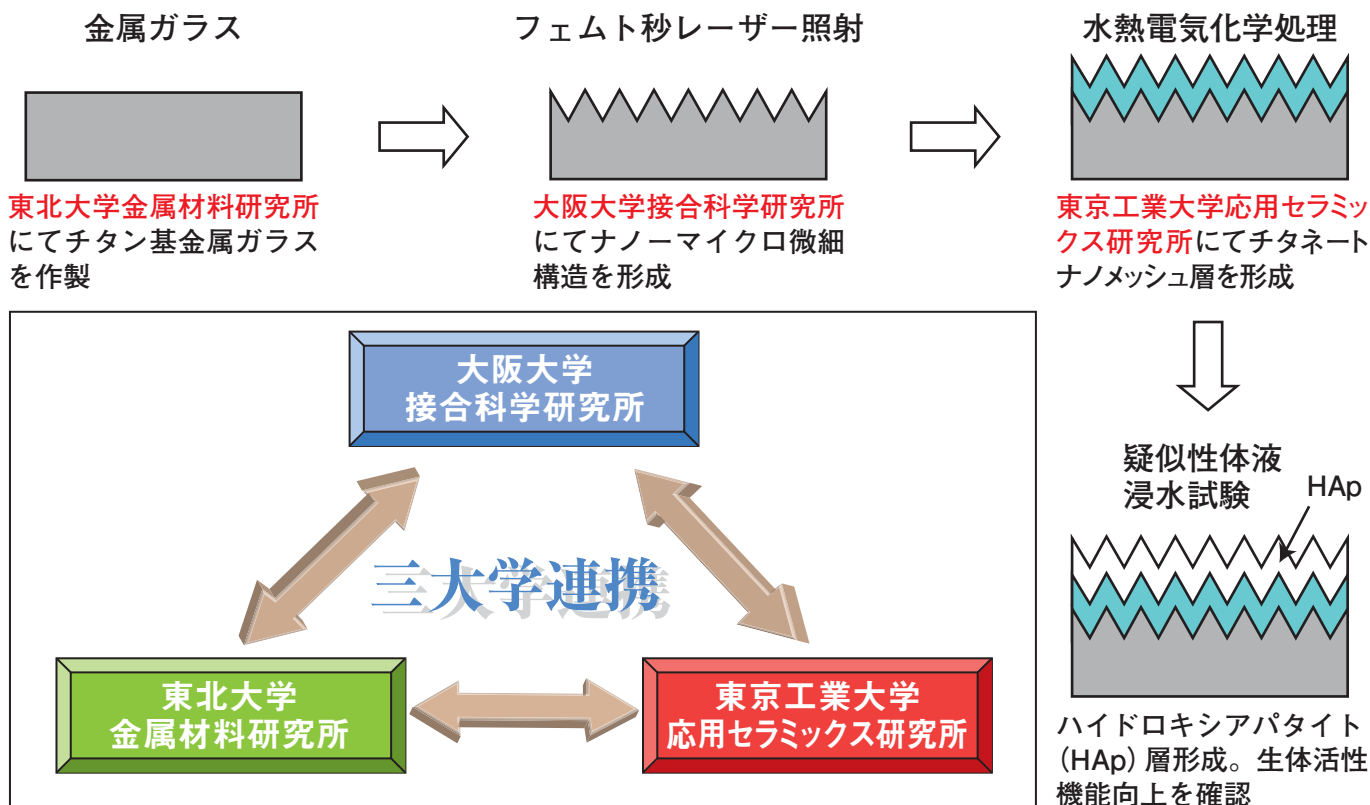 金属ガラス
東北大学金属材料研究所
にてチタン基金属ガラス
を作製
フェムト秒レーザー照射
大阪大学接合科学研究所
にてナノーマイクロ微細
構造を形成
水熱電気化学処理
東京工業大学応用セラミッ
クス研究所にてチタネート
ナノメッシュ層を形成
疑似性体液
浸水試験
HAp
ハイドロキシアパタイト
(HAp) 層形成。生体活性
機能向上を確認
大阪大学
接合科学研究所
三大学連携
東北大学
金属材料研究所
東京工業大学
応用セラミックス研究所